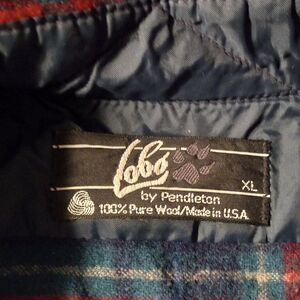 Lobo
XL
by Pendleton
100% Pure Wool/Made in U.S.A.